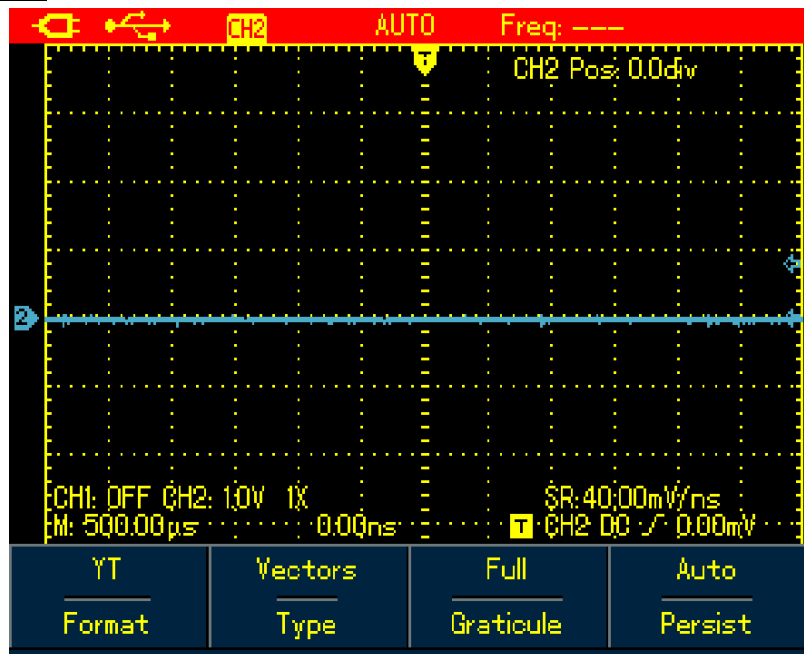 CH2 AUTO Freq: ---
T
CH2 Pos: 0.0div
2
CH1: OFF CH2: 1.0V 1X SR:40.00mV/ns
M: 500.00µs 0.00ns T CH2 DC 0.00mV
YT Vectors Full Auto
Format Type Graticule Persist